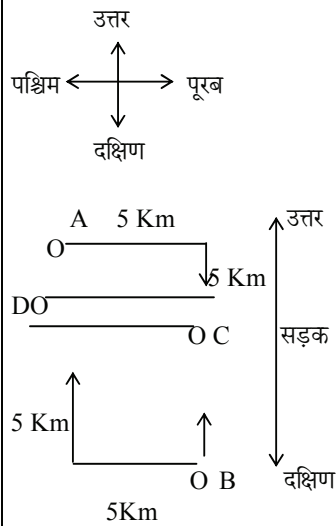 उत्तर
पश्चिम पूरब
दक्षिण
A 5 Km उत्तर
O
5 Km
DO
O C सड़क
5 Km
O B दक्षिण
5Km